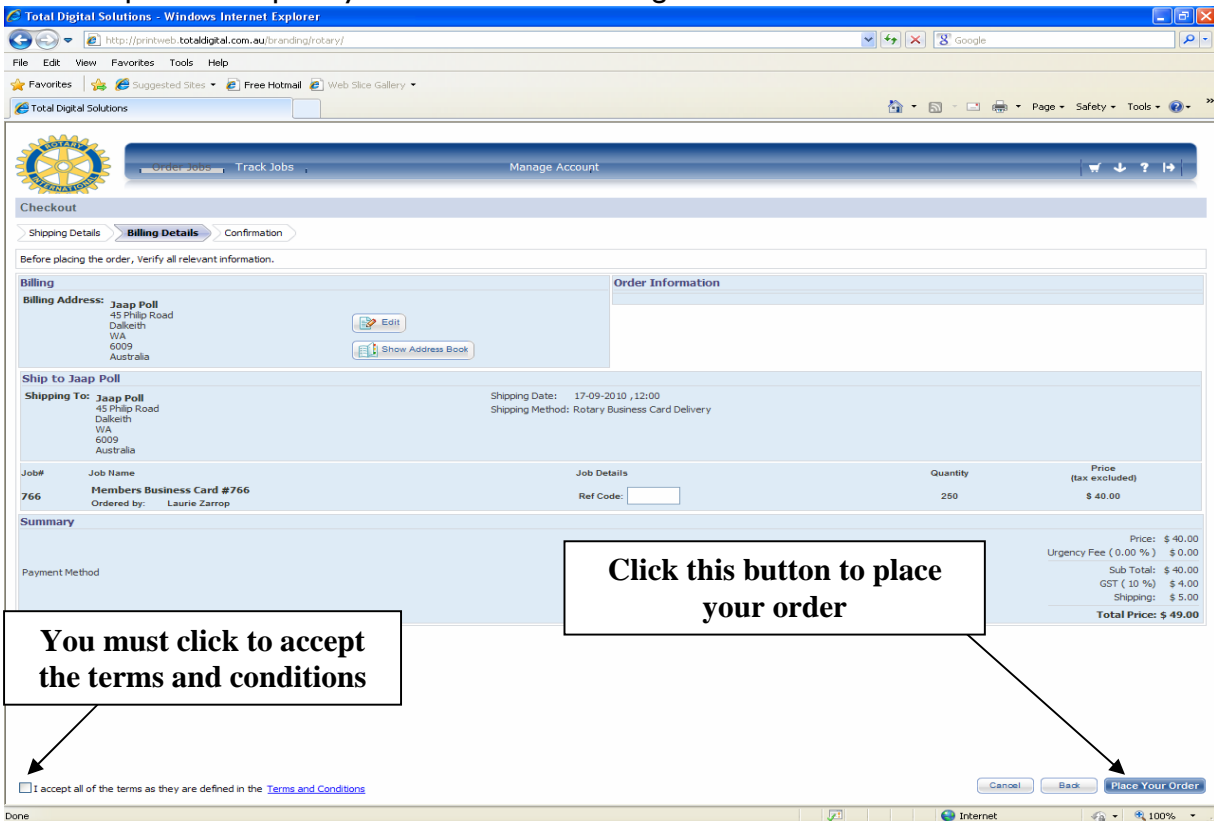 Total Digital Solutions - Windows Internet Explorer
http://printweb.totaldigital.com.au/branding/rotary/
Google
File Edit View Favorites Tools Help
Favorites Suggested Sites Free Hotmail Web Slice Gallery
Total Digital Solutions
Page Safety Tools
ROTARY
INTERNATIONAL
Order Jobs Track Jobs Manage Account
Checkout
Shipping Details Billing Details Confirmation
Before placing the order, Verify all relevant information.
Billing Order Information
Billing Address: Jaap Poll
45 Philip Road
Dalkeith
WA
6009
Australia
Edit
Show Address Book
Ship to Jaap Poll
Shipping To: Jaap Poll
45 Philip Road
Dalkeith
WA
6009
Australia
Shipping Date: 17-09-2010 ,12:00
Shipping Method: Rotary Business Card Delivery
Job# Job Name Job Details Quantity Price (tax excluded)
766 Members Business Card #766 Ref Code: 250 $ 40.00
Ordered by: Laurie Zarrop
Summary
Payment Method
Price: $ 40.00
Urgency Fee ( 0.00 % ) $ 0.00
Sub Total: $ 40.00
GST ( 10 %) $ 4.00
Shipping: $ 5.00
Total Price: $ 49.00
Click this button to place
your order
You must click to accept
the terms and conditions
I accept all of the terms as they are defined in the Terms and Conditions
Cancel Back Place Your Order
Done Internet 100%